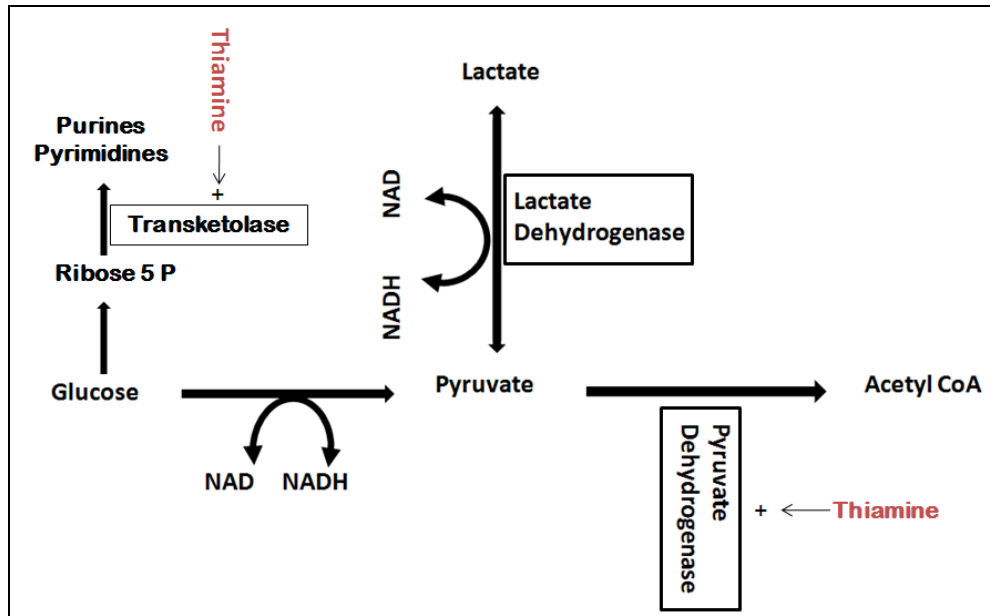 Thiamine
Lactate
Purines
Pyrimidines
+
Transketolase
NAD
NADH
Lactate
Dehydrogenase
Ribose 5 P
Glucose
Pyruvate
Acetyl CoA
NAD
NADH
Pyruvate
Dehydrogenase
+
Thiamine